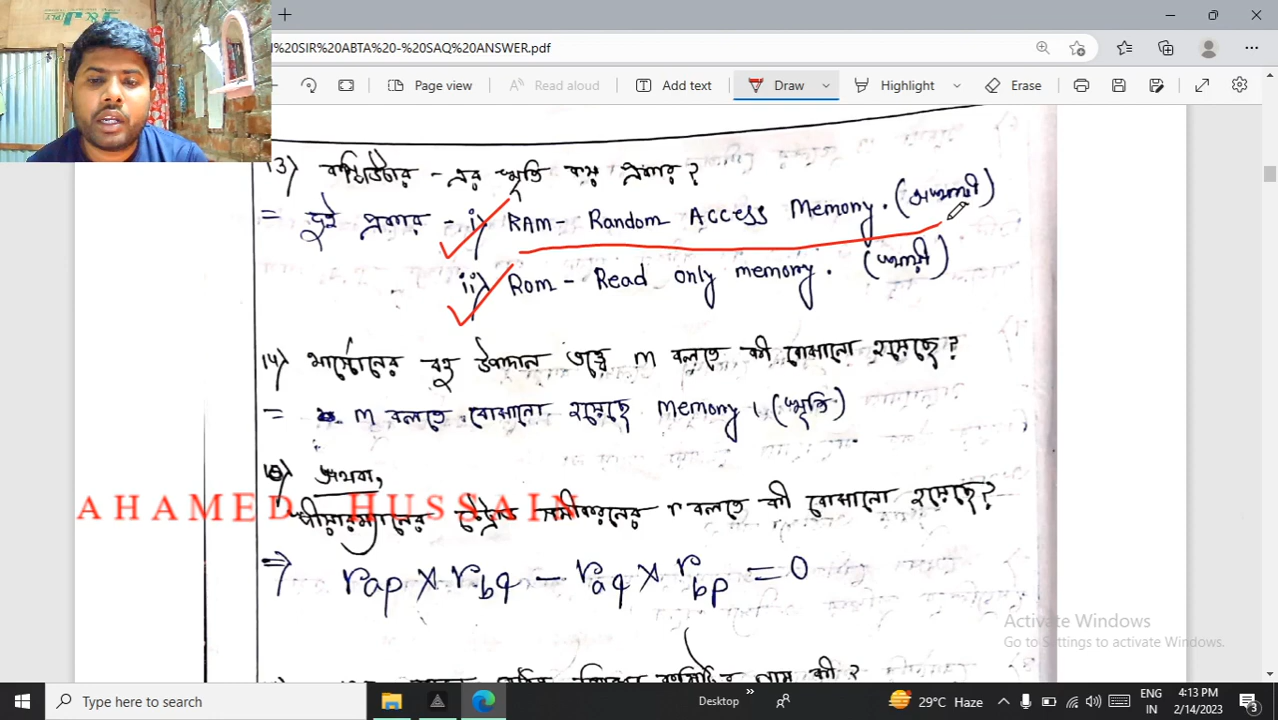 I%20SIR%20ABTA%20-%20SAQ%20ANSWER.pdf
Page view
Read aloud
Add text
Draw
Highlight
Erase
13) কম্পিউটার -এর স্মৃতি কয় প্রকার?
= দুই প্রকার - i) RAM- Random Access Memory. (অস্থায়ী)
ii) Rom - Read only memory. (স্থায়ী)
14) থার্স্টোনের বহু উপাদান তত্ত্বে m বলতে কী বোঝানো হয়েছে?
= m বলতে বোঝানো হয়েছে Memory । (স্মৃতি)
অথবা,
AHAMED HUSSAIN
স্পীয়ারম্যানের টেট্রাড সমীকরনের r বলতে কী বোঝানো হয়েছে?
⇒ rap × rbq - raq × rbp = 0
Activate Windows
Go to Settings to activate Windows.
নাম কী?
Type here to search
Desktop
29°C Haze
ENG
IN
4:13 PM
2/14/2023
3